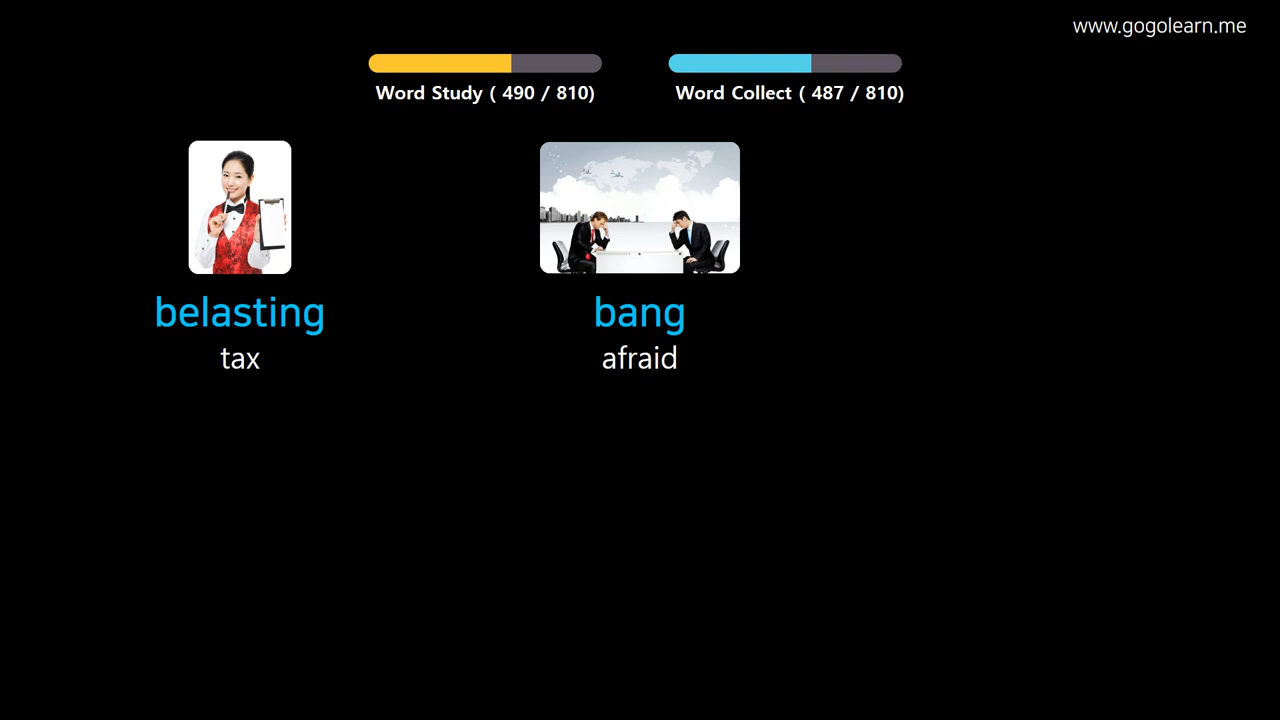 www.gogolearn.me
Word Study ( 490 / 810)
Word Collect ( 487 / 810)
belasting
tax
bang
afraid